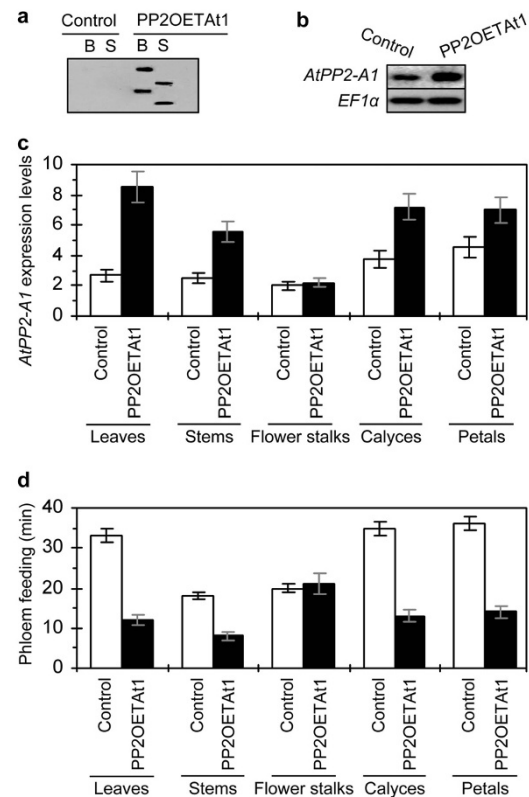 a
Control PP2OETAt1
B S B S
b
Control PP2OETAt1
AtPP2-A1
EF1α
c
AtPP2-A1 expression levels
10
8
6
4
2
0
Control PP2OETAt1 Control PP2OETAt1 Control PP2OETAt1 Control PP2OETAt1 Control PP2OETAt1
Leaves Stems Flower stalks Calyces Petals
d
Phloem feeding (min)
40
30
20
10
0
Control PP2OETAt1 Control PP2OETAt1 Control PP2OETAt1 Control PP2OETAt1 Control PP2OETAt1
Leaves Stems Flower stalks Calyces Petals